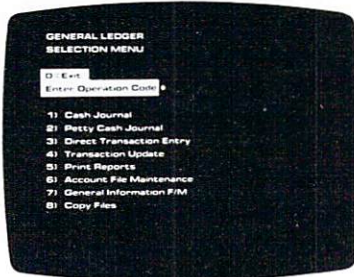 GENERAL LEDGER
SELECTION MENU
0 : Exit
Enter Operation Code
1) Cash Journal
2) Petty Cash Journal
3) Direct Transaction Entry
4) Transaction Update
5) Print Reports
6) Account File Maintenance
7) General Information F/M
8) Copy Files